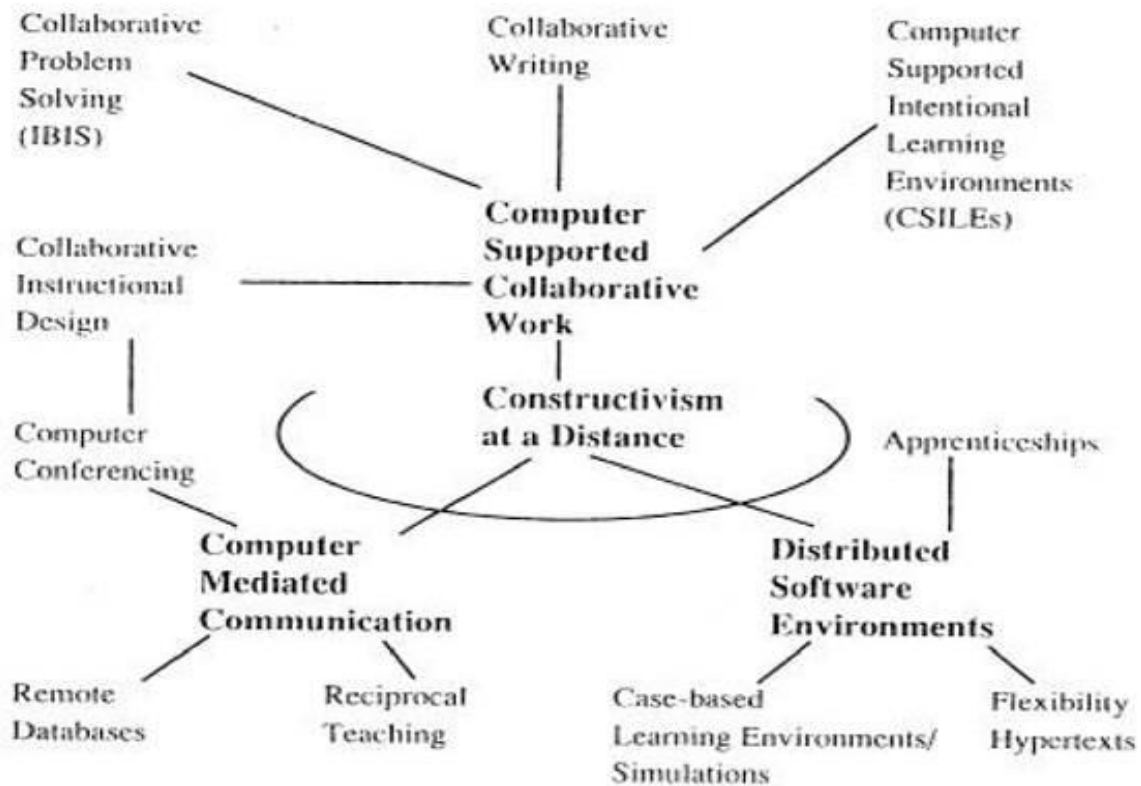 Collaborative
Problem
Solving
(IBIS)
Collaborative
Writing
Computer
Supported
Intentional
Learning
Environments
(CSILEs)
Computer
Supported
Collaborative
Work
Collaborative
Instructional
Design
Constructivism
at a Distance
Computer
Conferencing
Apprenticeships
Computer
Mediated
Communication
Distributed
Software
Environments
Remote
Databases
Reciprocal
Teaching
Case-based
Learning Environments/
Simulations
Flexibility
Hypertexts